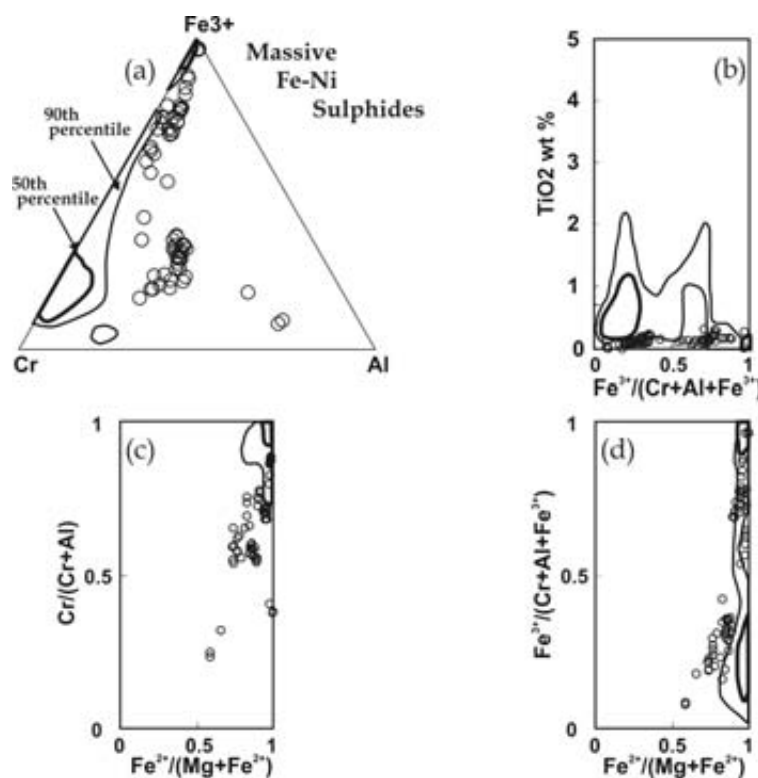 Fe3+
(a)
Massive
Fe-Ni
Sulphides
90th
percentile
50th
percentile
Cr
Al
(b)
TiO2 wt %
5
4
3
2
1
0
0
0.5
1
Fe³⁺/(Cr+Al+Fe³⁺)
(c)
Cr/(Cr+Al)
1
0.5
0
0
0.5
1
Fe²⁺/(Mg+Fe²⁺)
(d)
Fe³⁺/(Cr+Al+Fe³⁺)
1
0.5
0
0
0.5
1
Fe²⁺/(Mg+Fe²⁺)